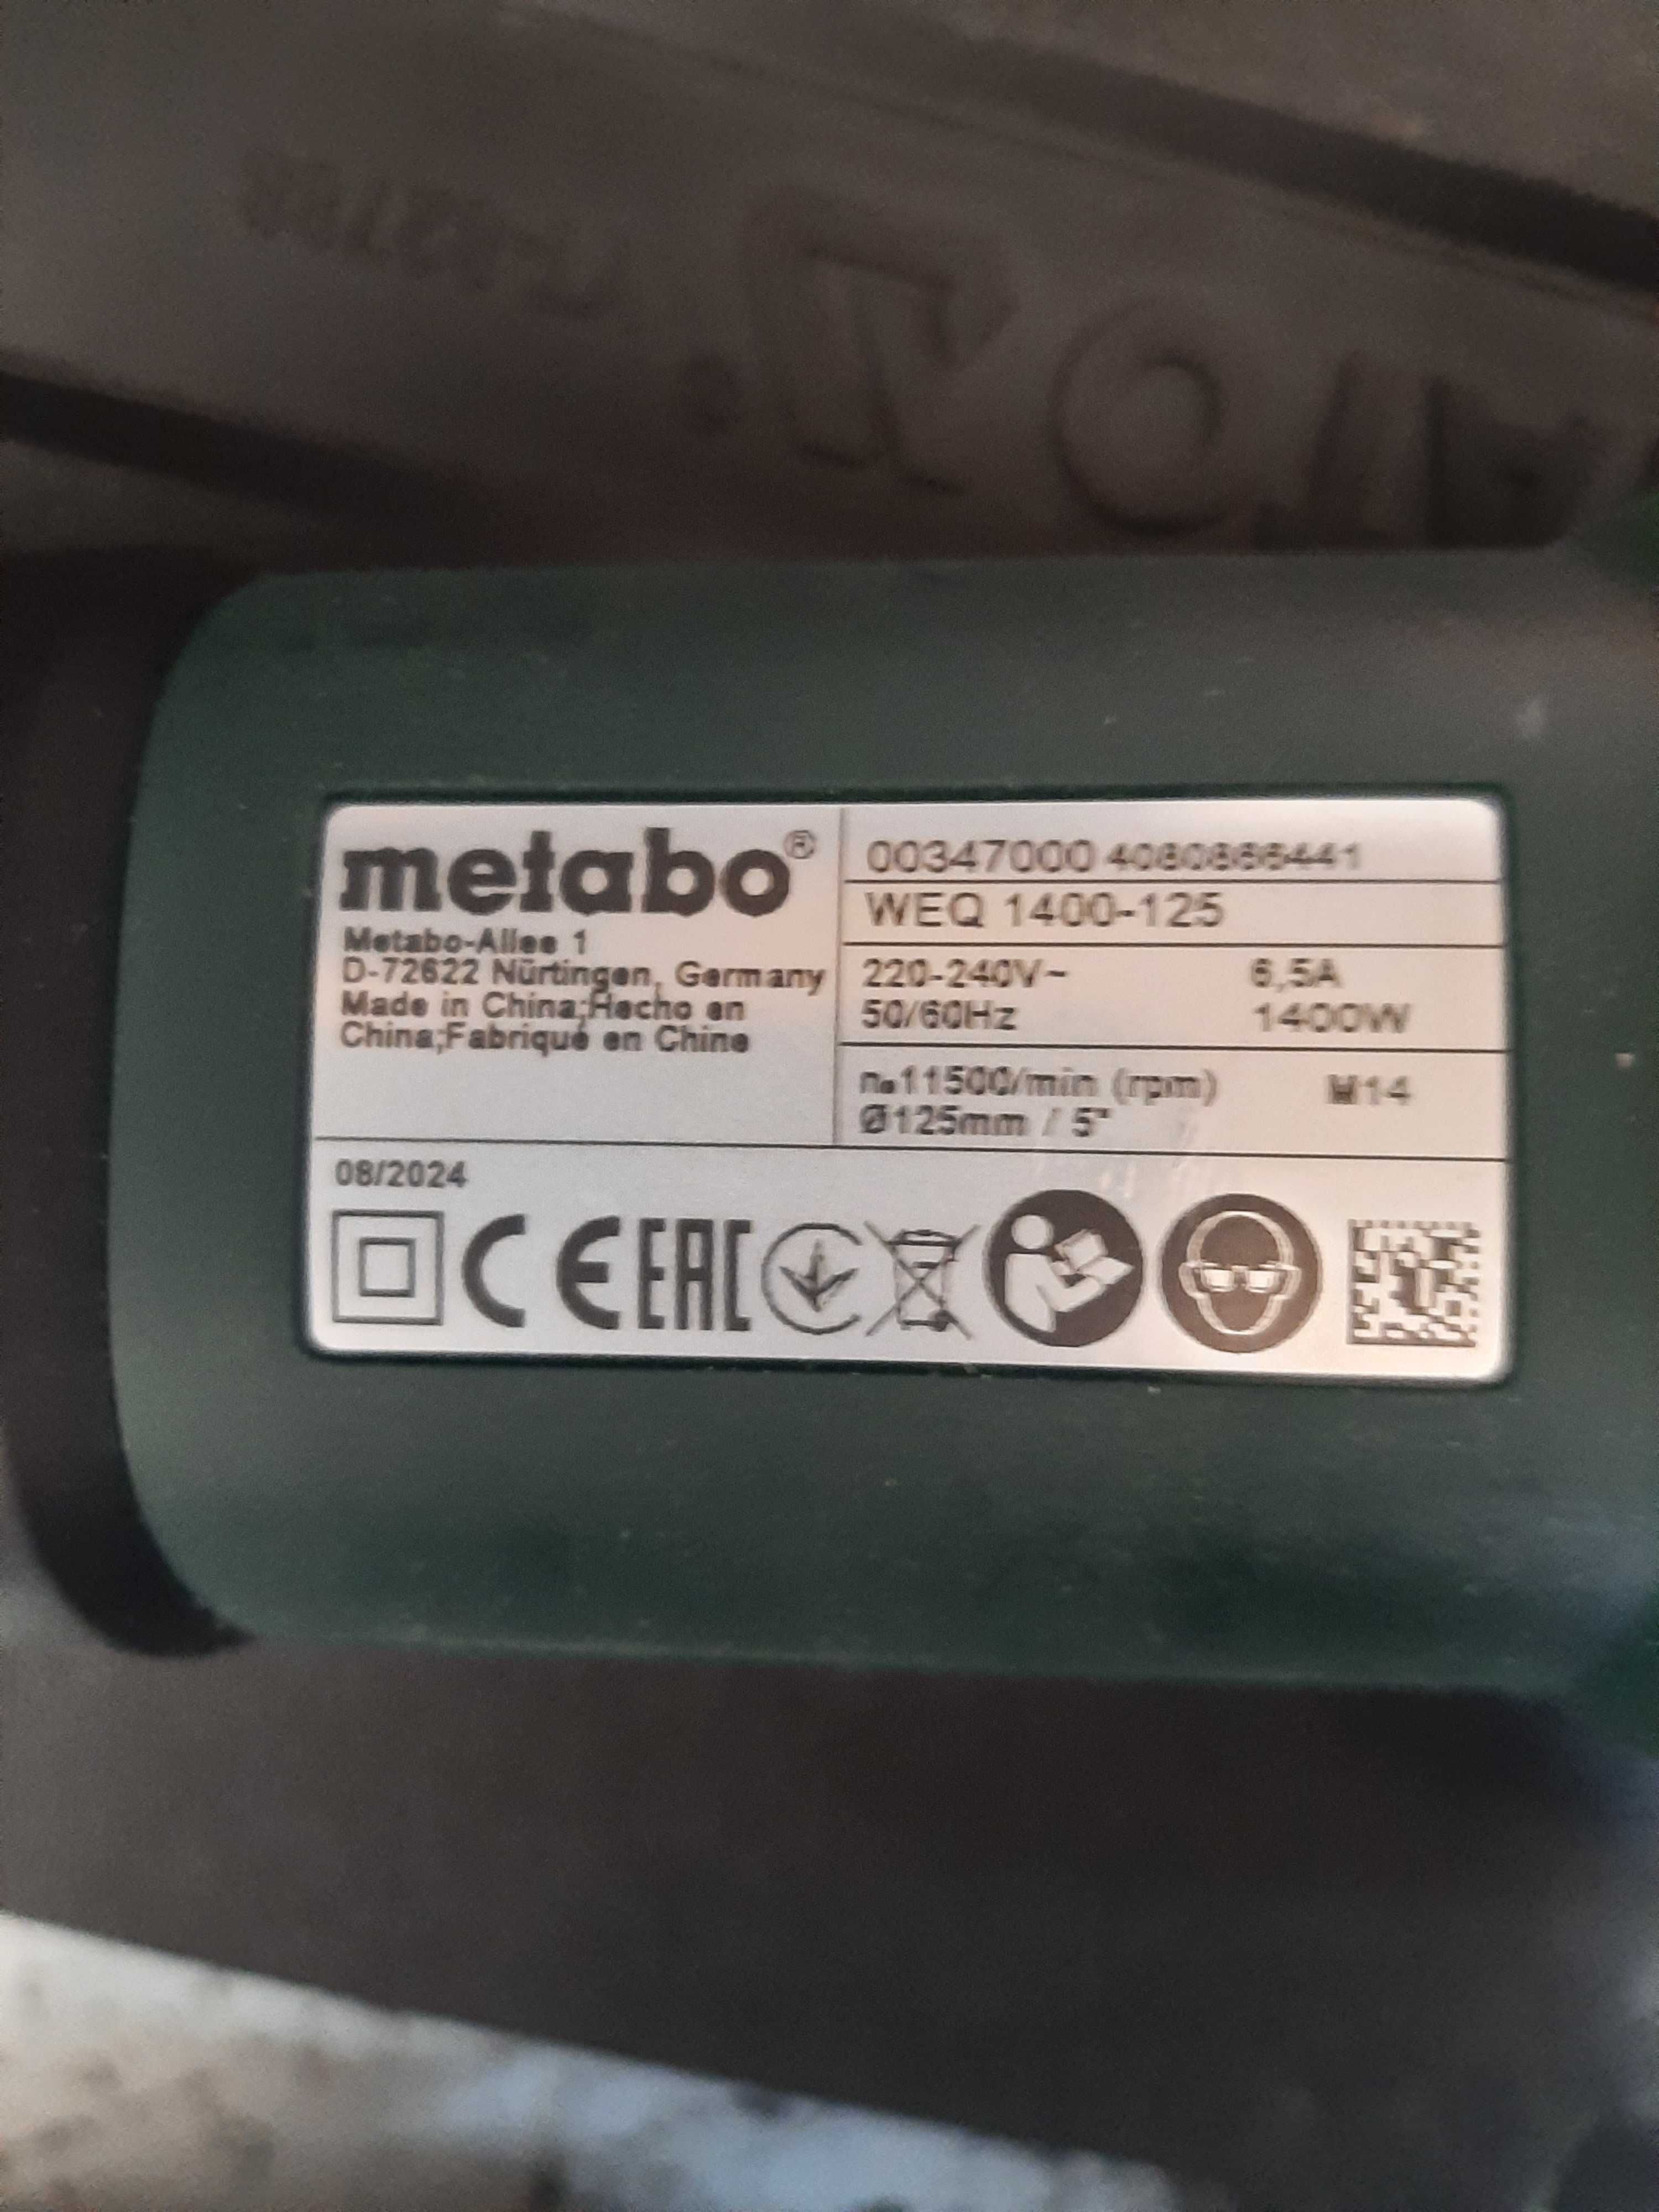 metabo®
Metabo-Allee 1
D-72622 Nürtingen, Germany
Made in China;Hecho en
China;Fabriqué en Chine
00347000 4080866441
WEQ 1400-125
220-240V~ 6,5A
50/60Hz 1400W
n₀11500/min (rpm) M14
Ø125mm / 5"
08/2024
CE EAC